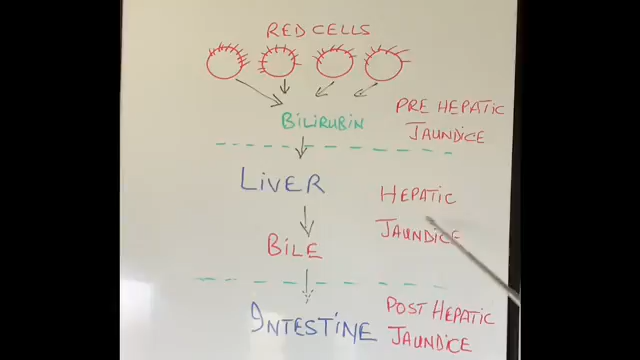 RED CELLS
BILIRUBIN
PRE HEPATIC
JAUNDICE
LIVER
HEPATIC
JAUNDICE
BILE
INTESTINE
POST HEPATIC
JAUNDICE